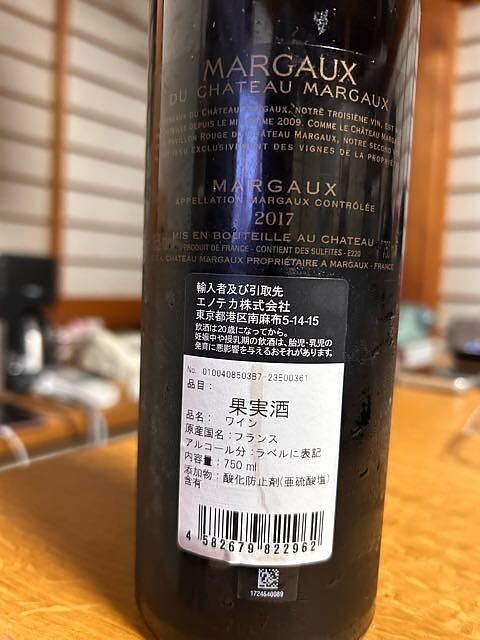 MARGAUX
DU CHATEAU MARGAUX
DU CHÂTEAU MARGAUX, NOTRE TROISIÈME VIN, EST
DEPUIS LE MILLÉSIME 2009. COMME LE CHÂTEAU
PAVILLON ROUGE DU CHÂTEAU MARGAUX, NOTRE SECOND
EXCLUSIVEMENT DES VIGNES DE LA
MARGAUX
APPELLATION MARGAUX CONTRÔLÉE
2017
MIS EN BOUTEILLE AU CHATEAU
PRODUIT DE FRANCE - CONTIENT DES SULFITES - E220
CHATEAU MARGAUX PROPRIÉTAIRE A MARGAUX - FRANCE
輸入者及び引取先
エノテカ株式会社
東京都港区南麻布5-14-15
飲酒は20歳になってから。
妊娠中や授乳期の飲酒は、胎児・乳児の
発育に悪影響を与えるおそれがあります。
No. 0100408503B7-23E00361
品目：
果実酒
品名： ワイン
原産国名：フランス
アルコール分：ラベルに表記
内容量：750 ml
添加物：酸化防止剤(亜硫酸塩)
含有
4 582679 822962
1724640089